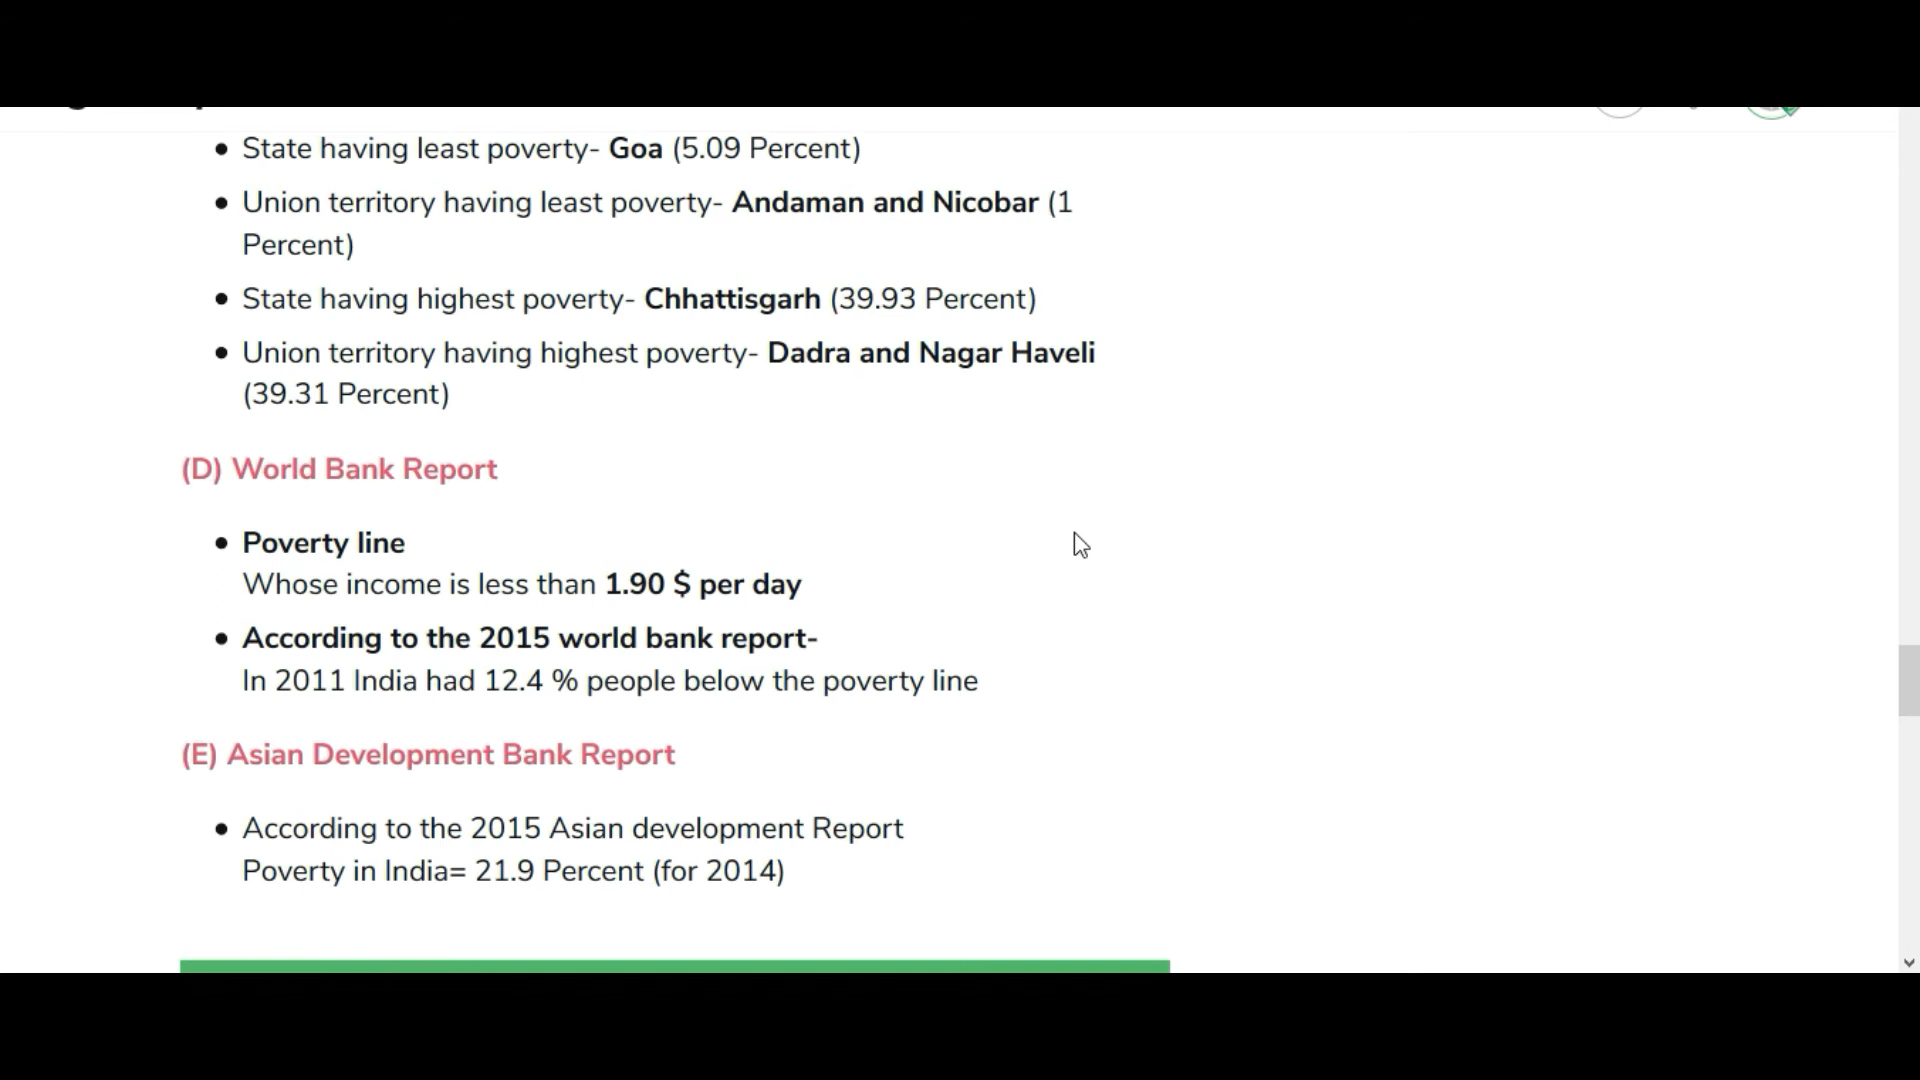 State having least poverty- Goa (5.09 Percent)
Union territory having least poverty- Andaman and Nicobar (1
Percent)
State having highest poverty- Chhattisgarh (39.93 Percent)
Union territory having highest poverty- Dadra and Nagar Haveli
(39.31 Percent)
(D) World Bank Report
Poverty line
Whose income is less than 1.90 $ per day
According to the 2015 world bank report-
In 2011 India had 12.4 % people below the poverty line
(E) Asian Development Bank Report
According to the 2015 Asian development Report
Poverty in India= 21.9 Percent (for 2014)